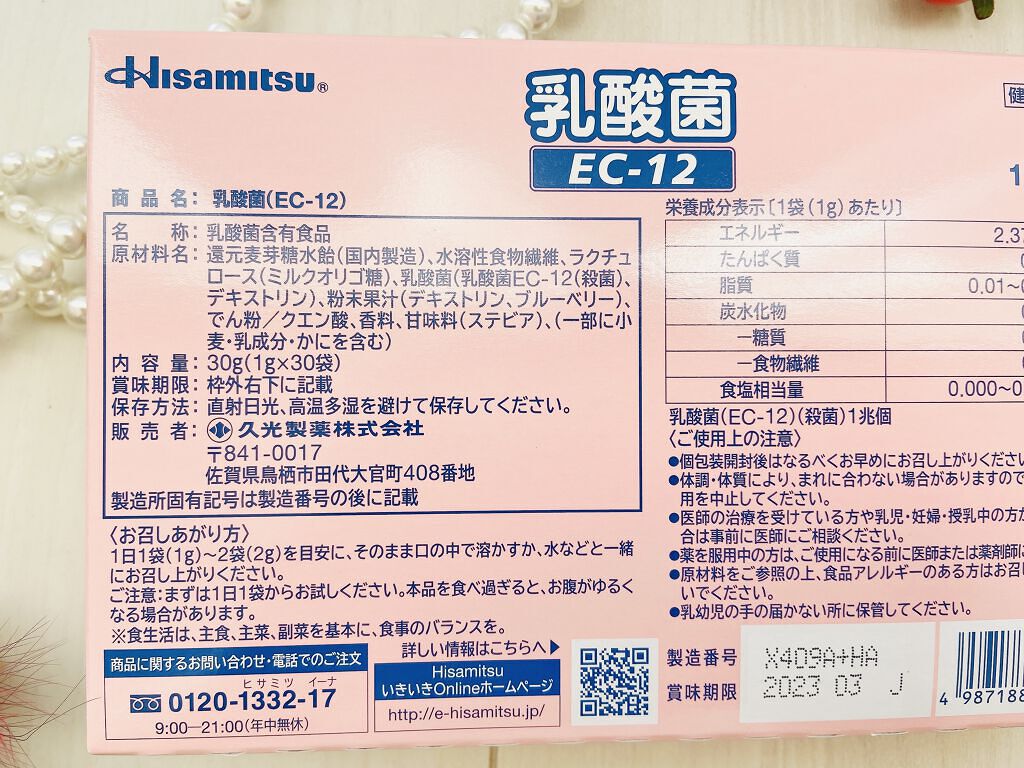 Hisamitsu®
乳酸菌
EC-12
健
1
商品名: 乳酸菌(EC-12)
名称: 乳酸菌含有食品
原材料名: 還元麦芽糖水飴(国内製造)、水溶性食物繊維、ラクチュ
ロース(ミルクオリゴ糖)、乳酸菌(乳酸菌EC-12(殺菌)、
デキストリン)、粉末果汁(デキストリン、ブルーベリー)、
でん粉/クエン酸、香料、甘味料(ステビア)、(一部に小
麦・乳成分・かにを含む)
内容量: 30g(1g×30袋)
賞味期限: 枠外右下に記載
保存方法: 直射日光、高温多湿を避けて保存してください。
販売者: 久光製薬株式会社
〒841-0017
佐賀県鳥栖市田代大官町408番地
製造所固有記号は製造番号の後に記載
〈お召しあがり方〉
1日1袋(1g)~2袋(2g)を目安に、そのまま口の中で溶かすか、水などと一緒
にお召し上がりください。
ご注意:まずは1日1袋からお試しください。本品を食べ過ぎると、お腹がゆるく
なる場合があります。
※食生活は、主食、主菜、副菜を基本に、食事のバランスを。
商品に関するお問い合わせ・電話でのご注文
ヒサミツ イーナ
0120-1332-17
9:00―21:00(年中無休)
詳しい情報はこちらへ▶
Hisamitsu
いきいきOnlineホームページ
http://e-hisamitsu.jp/
栄養成分表示〔1袋(1g)あたり〕
エネルギー 2.37
たんぱく質
脂質 0.01~
炭水化物
―糖質
―食物繊維
食塩相当量 0.000~0.
乳酸菌(EC-12)(殺菌)1兆個
〈ご使用上の注意〉
●個包装開封後はなるべくお早めにお召し上がりくださ
●体調・体質により、まれに合わない場合がありますので
用を中止してください。
●医師の治療を受けている方や乳児・妊婦・授乳中の方
合は事前に医師にご相談ください。
●薬を服用中の方は、ご使用になる前に医師または薬剤師
●原材料をご参照の上、食品アレルギーのある方はお召
いでください。
●乳幼児の手の届かない所に保管してください。
製造番号 X4D9A+HA
賞味期限 2023 03 J
4 987188